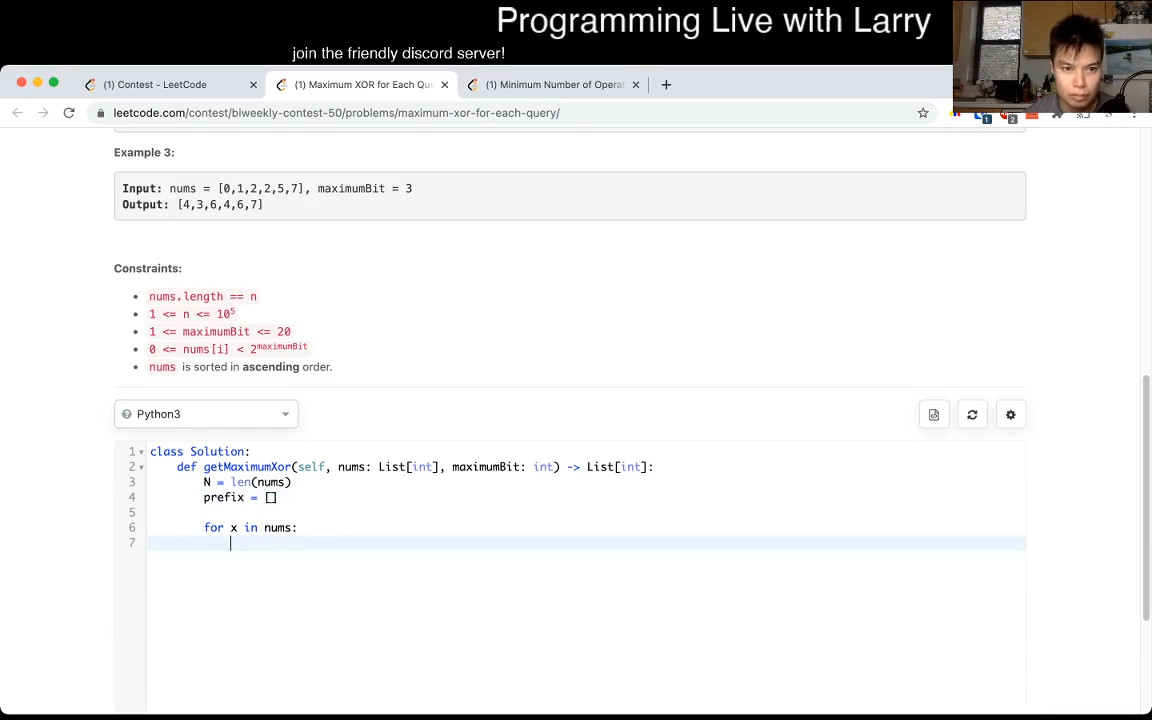 Programming Live with Larry
join the friendly discord server!
(1) Contest - LeetCode
(1) Maximum XOR for Each Que
(1) Minimum Number of Operat
leetcode.com/contest/biweekly-contest-50/problems/maximum-xor-for-each-query/
1
2
Example 3:
Input: nums = [0,1,2,2,5,7], maximumBit = 3
Output: [4,3,6,4,6,7]
Constraints:
nums.length == n
1 <= n <= 10⁵
1 <= maximumBit <= 20
0 <= nums[i] < 2ᵐᵃˣⁱᵐᵘᵐᴮⁱᵗ
nums is sorted in ascending order.
Python3
1 class Solution:
2 def getMaximumXor(self, nums: List[int], maximumBit: int) -> List[int]:
3 N = len(nums)
4 prefix = []
5
6 for x in nums:
7